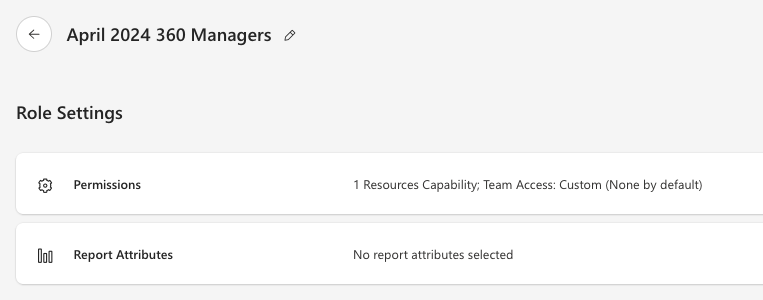 April 2024 360 Managers
Role Settings
Permissions 1 Resources Capability; Team Access: Custom (None by default)
Report Attributes No report attributes selected